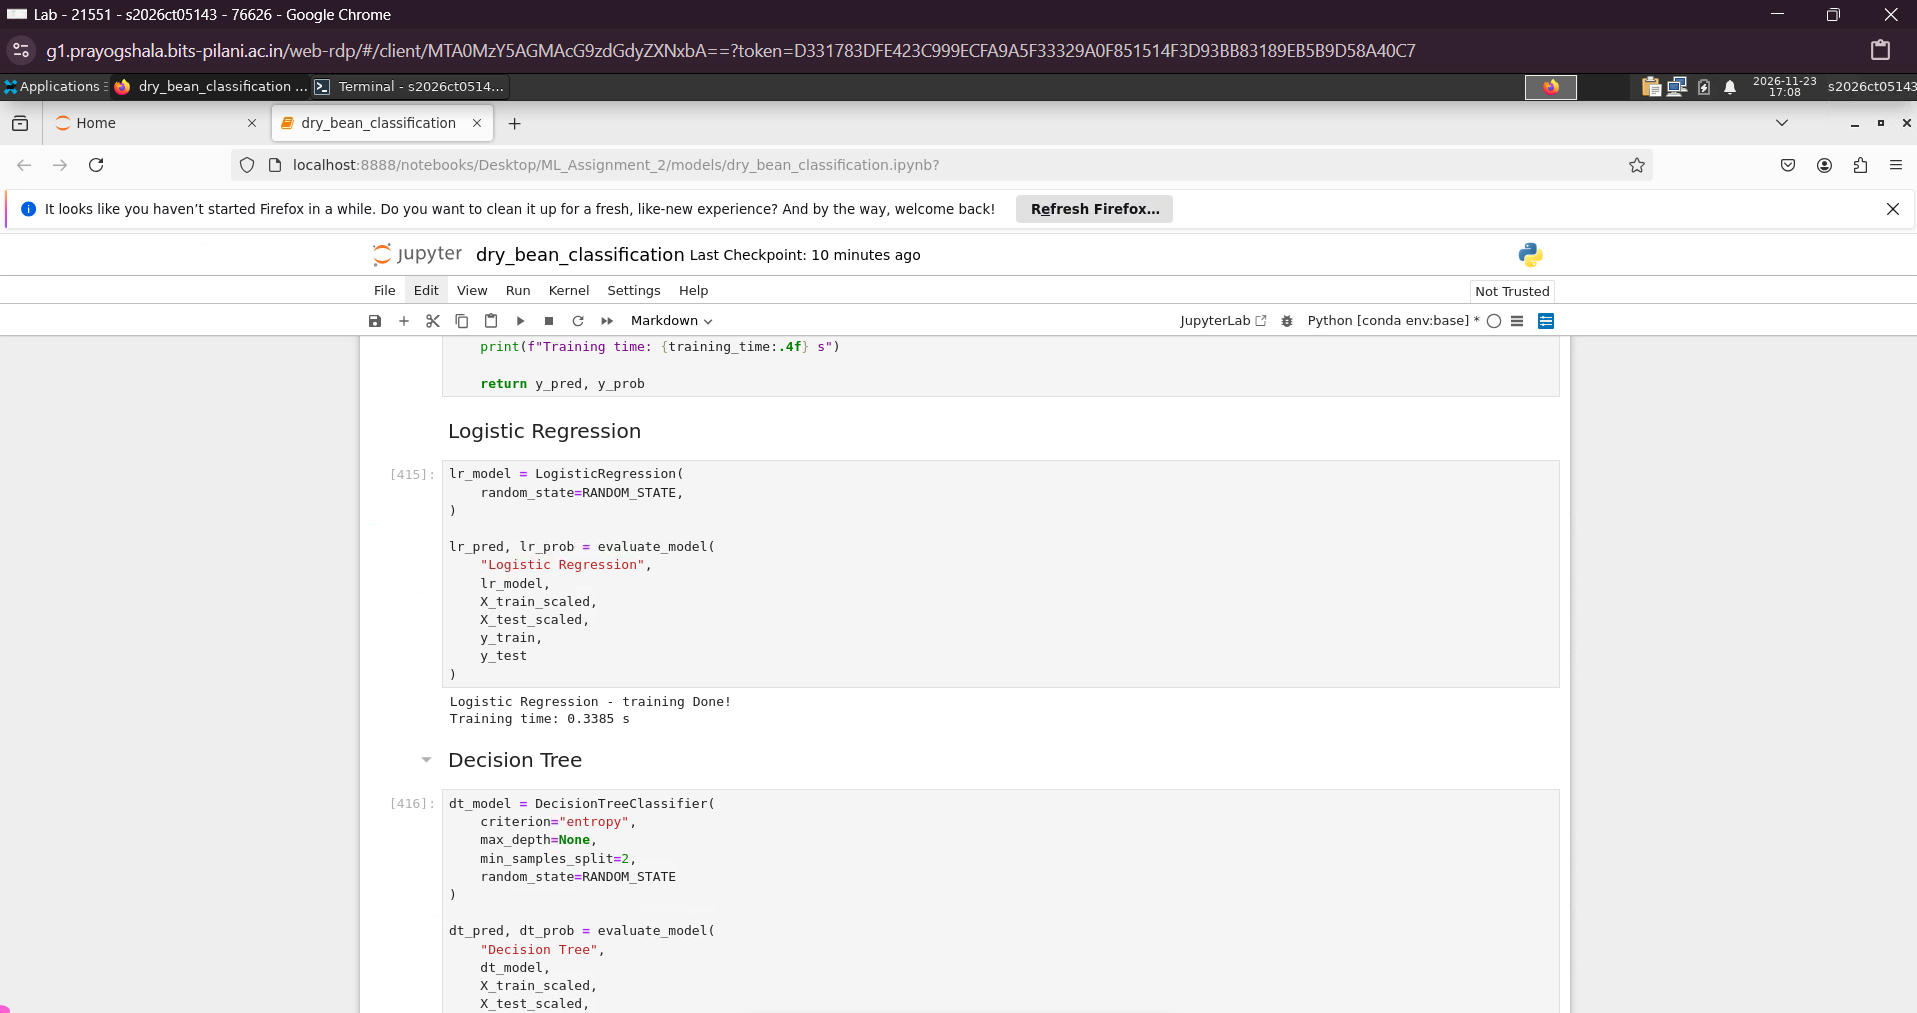 Lab - 21551 - s2026ct05143 - 76626 - Google Chrome
g1.prayogshala.bits-pilani.ac.in/web-rdp/#/client/MTA0MzY5AGMAcG9zdGdyZXNxbA==?token=D331783DFE423C999ECFA9A5F33329A0F851514F3D93BB83189EB5B9D58A40C7
Applications dry_bean_classification ... Terminal - s2026ct0514... 2026-11-23 s2026ct05143
17:08
Home dry_bean_classification
localhost:8888/notebooks/Desktop/ML_Assignment_2/models/dry_bean_classification.ipynb?
It looks like you haven’t started Firefox in a while. Do you want to clean it up for a fresh, like-new experience? And by the way, welcome back! Refresh Firefox...
jupyter dry_bean_classification Last Checkpoint: 10 minutes ago
File Edit View Run Kernel Settings Help Not Trusted
Markdown JupyterLab Python [conda env:base] *
print(f"Training time: {training_time:.4f} s")
return y_pred, y_prob
Logistic Regression
[415]: lr_model = LogisticRegression(
random_state=RANDOM_STATE,
)
lr_pred, lr_prob = evaluate_model(
"Logistic Regression",
lr_model,
X_train_scaled,
X_test_scaled,
y_train,
y_test
)
Logistic Regression - training Done!
Training time: 0.3385 s
Decision Tree
[416]: dt_model = DecisionTreeClassifier(
criterion="entropy",
max_depth=None,
min_samples_split=2,
random_state=RANDOM_STATE
)
dt_pred, dt_prob = evaluate_model(
"Decision Tree",
dt_model,
X_train_scaled,
X_test_scaled,